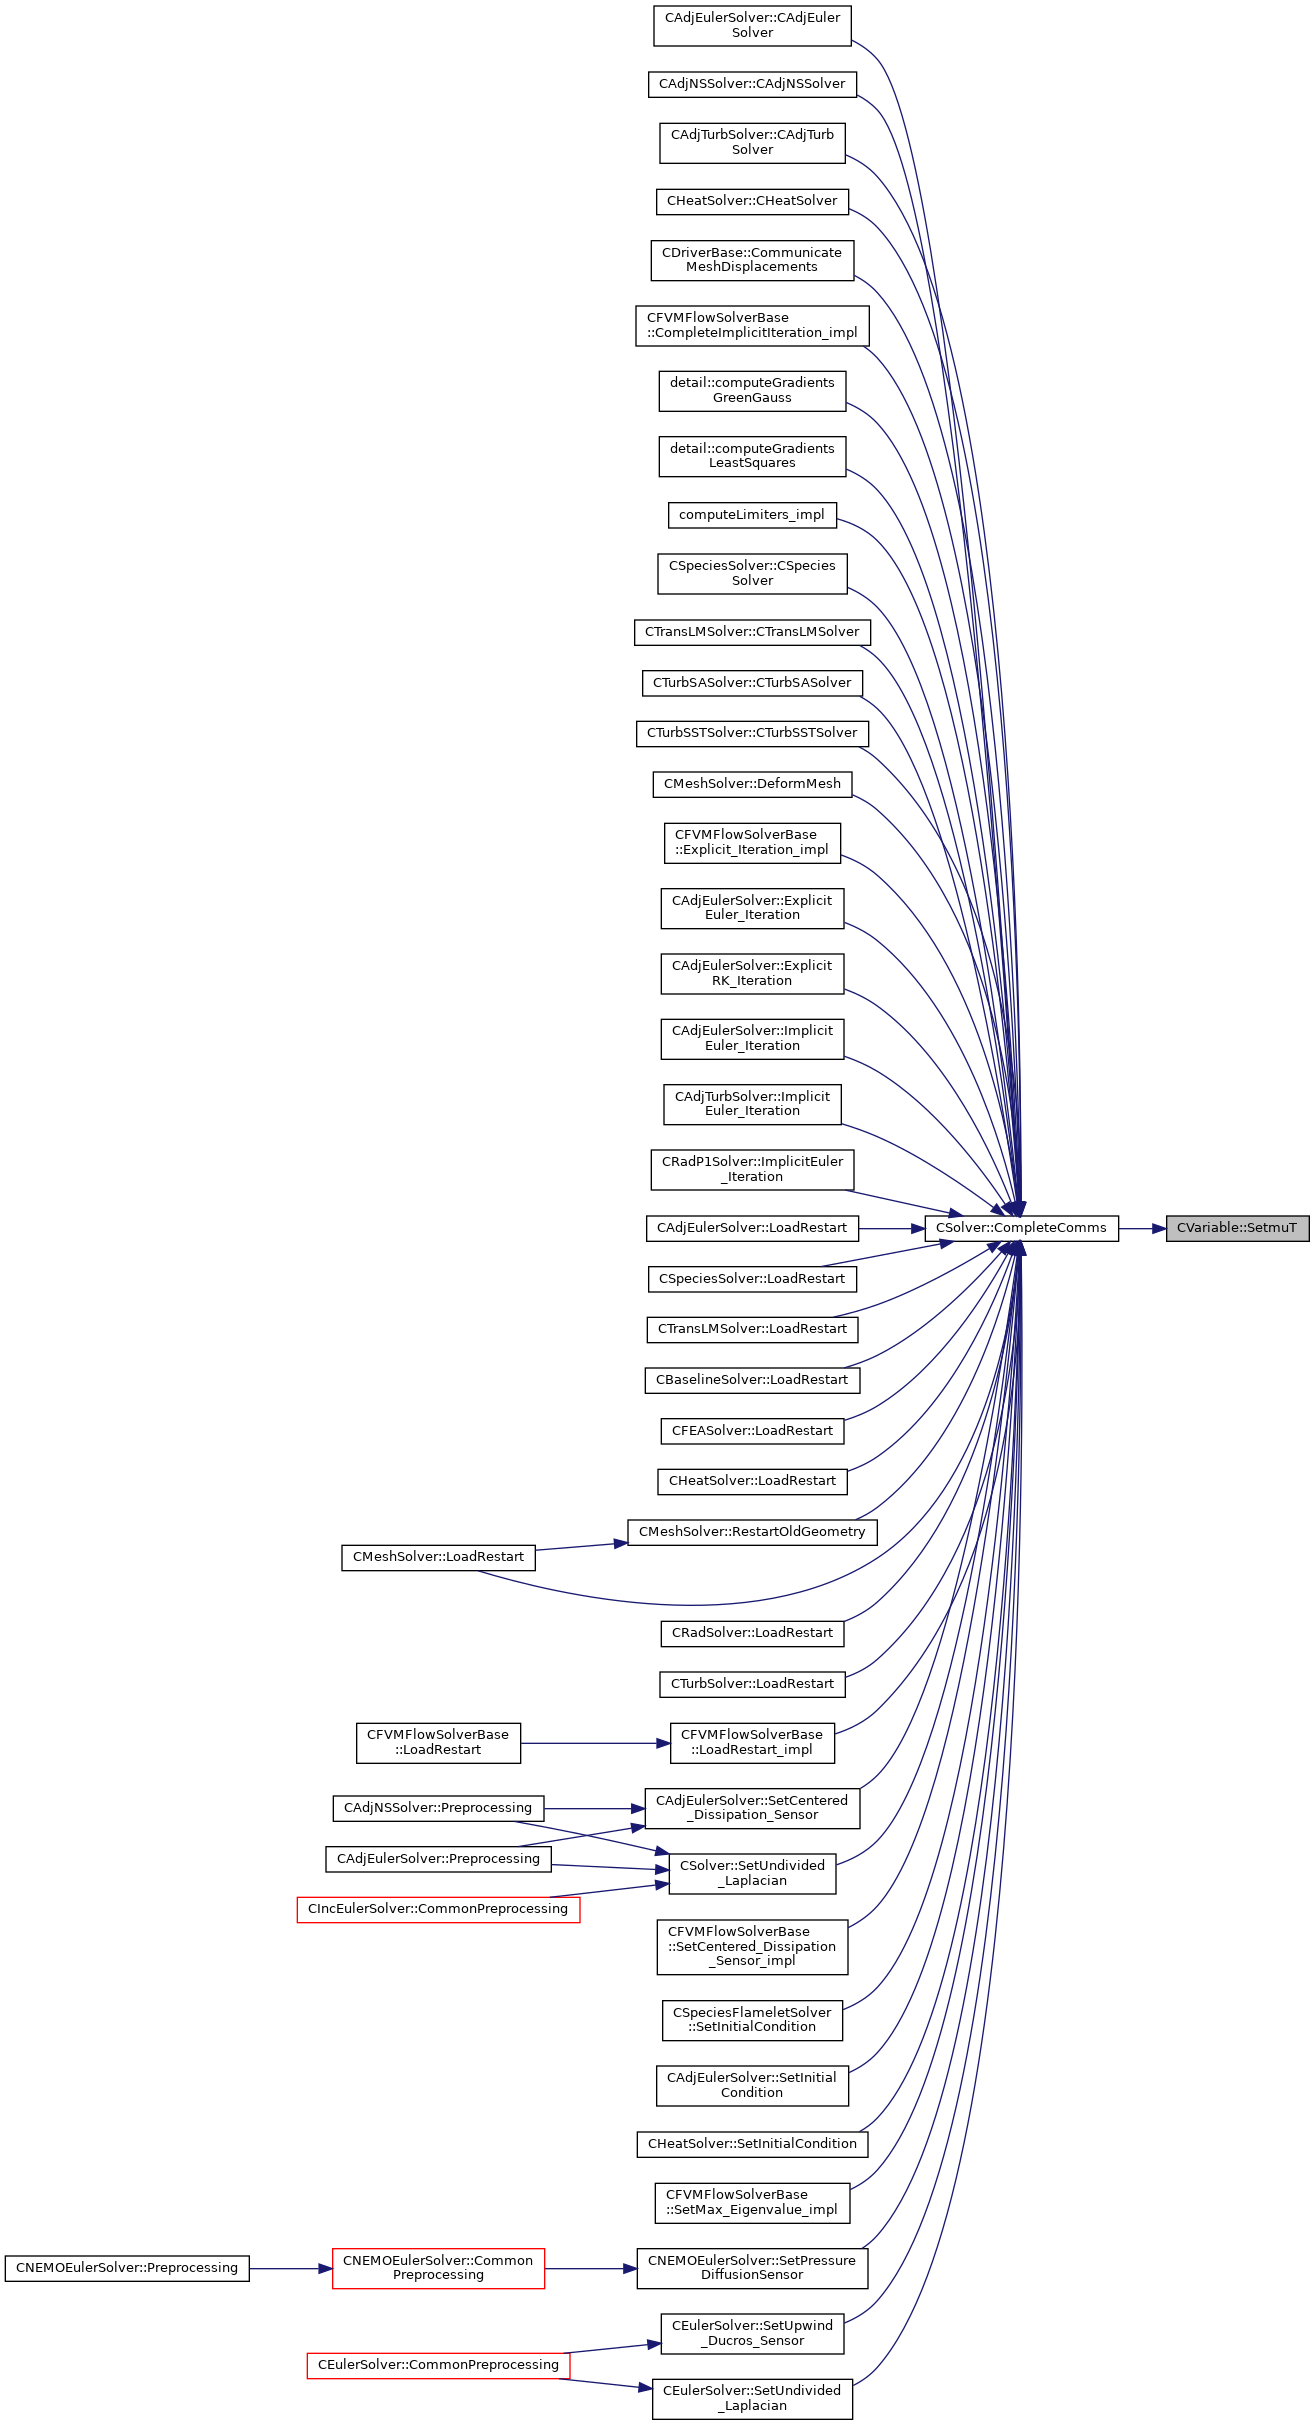 CAdjEulerSolver::CAdjEuler
Solver
CAdjNSSolver::CAdjNSSolver
CAdjTurbSolver::CAdjTurb
Solver
CHeatSolver::CHeatSolver
CDriverBase::Communicate
MeshDisplacements
CFVMFlowSolverBase
::CompleteImplicitIteration_impl
detail::computeGradients
GreenGauss
detail::computeGradients
LeastSquares
computeLimiters_impl
CSpeciesSolver::CSpecies
Solver
CTransLMSolver::CTransLMSolver
CTurbSASolver::CTurbSASolver
CTurbSSTSolver::CTurbSSTSolver
CMeshSolver::DeformMesh
CFVMFlowSolverBase
::Explicit_Iteration_impl
CAdjEulerSolver::Explicit
Euler_Iteration
CAdjEulerSolver::Explicit
RK_Iteration
CAdjEulerSolver::Implicit
Euler_Iteration
CAdjTurbSolver::Implicit
Euler_Iteration
CRadP1Solver::ImplicitEuler
_Iteration
CAdjEulerSolver::LoadRestart
CSolver::CompleteComms
CVariable::SetmuT
CSpeciesSolver::LoadRestart
CTransLMSolver::LoadRestart
CBaselineSolver::LoadRestart
CFEASolver::LoadRestart
CHeatSolver::LoadRestart
CMeshSolver::RestartOldGeometry
CMeshSolver::LoadRestart
CRadSolver::LoadRestart
CTurbSolver::LoadRestart
CFVMFlowSolverBase
::LoadRestart
CFVMFlowSolverBase
::LoadRestart_impl
CAdjNSSolver::Preprocessing
CAdjEulerSolver::SetCentered
_Dissipation_Sensor
CAdjEulerSolver::Preprocessing
CSolver::SetUndivided
_Laplacian
CIncEulerSolver::CommonPreprocessing
CFVMFlowSolverBase
::SetCentered_Dissipation
_Sensor_impl
CSpeciesFlameletSolver
::SetInitialCondition
CAdjEulerSolver::SetInitial
Condition
CHeatSolver::SetInitialCondition
CFVMFlowSolverBase
::SetMax_Eigenvalue_impl
CNEMOEulerSolver::Preprocessing
CNEMOEulerSolver::Common
Preprocessing
CNEMOEulerSolver::SetPressure
DiffusionSensor
CEulerSolver::SetUpwind
_Ducros_Sensor
CEulerSolver::CommonPreprocessing
CEulerSolver::SetUndivided
_Laplacian